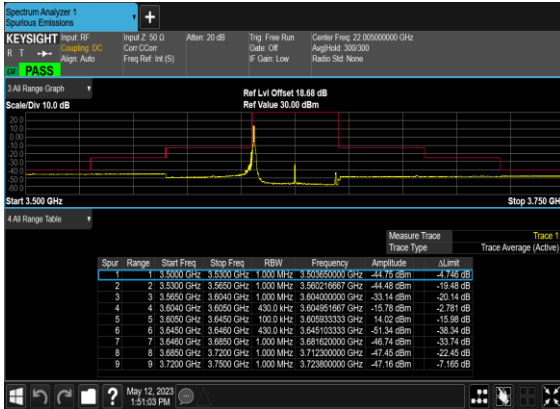 Spectrum Analyzer 1
Spurious Emissions
+
KEYSIGHT Input: RF Input Z: 50 Ω Atten: 20 dB Trig: Free Run Center Freq: 22.005000000 GHz
R T Coupling: DC Corr CCorr Gate: Off Avg|Hold: 300/300
Align: Auto Freq Ref: Int (S) IF Gain: Low Radio Std: None
PASS
3 All Range Graph Ref Lvl Offset 18.68 dB
Scale/Div 10.0 dB Ref Value 30.00 dBm
20.0
10.0
0.00
-10.0
-20.0
-30.0
-40.0
-50.0
-60.0
Start 3.500 GHz Stop 3.750 GH
4 All Range Table
Measure Trace Trace 1
Trace Type Trace Average (Active)
Spur Range Start Freq Stop Freq RBW Frequency Amplitude ΔLimit
1 1 3.5000 GHz 3.5300 GHz 1.000 MHz 3.503650000 GHz -44.75 dBm -4.746 dB
2 2 3.5300 GHz 3.5650 GHz 1.000 MHz 3.560216667 GHz -44.48 dBm -19.48 dB
3 3 3.5650 GHz 3.6040 GHz 1.000 MHz 3.604000000 GHz -33.14 dBm -20.14 dB
4 4 3.6040 GHz 3.6050 GHz 430.0 kHz 3.604951667 GHz -15.78 dBm -2.781 dB
5 5 3.6050 GHz 3.6450 GHz 100.0 kHz 3.605933333 GHz 14.02 dBm -15.98 dB
6 6 3.6450 GHz 3.6460 GHz 430.0 kHz 3.645103333 GHz -51.34 dBm -38.34 dB
7 7 3.6460 GHz 3.6850 GHz 1.000 MHz 3.681620000 GHz -46.74 dBm -33.74 dB
8 8 3.6850 GHz 3.7200 GHz 1.000 MHz 3.712300000 GHz -47.45 dBm -22.45 dB
9 9 3.7200 GHz 3.7500 GHz 1.000 MHz 3.723800000 GHz -47.16 dBm -7.165 dB
? May 12, 2023
1:51:03 PM